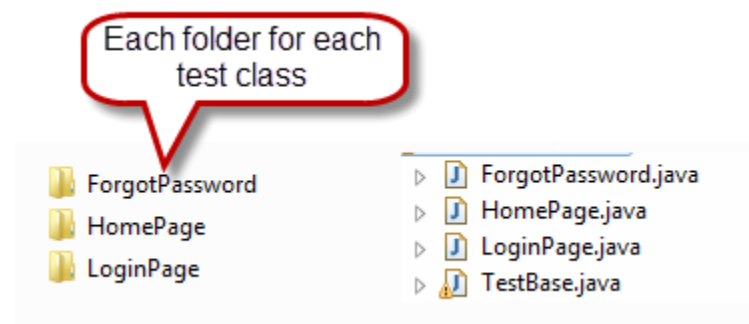 Each folder for each
test class
ForgotPassword
HomePage
LoginPage
ForgotPassword.java
HomePage.java
LoginPage.java
TestBase.java